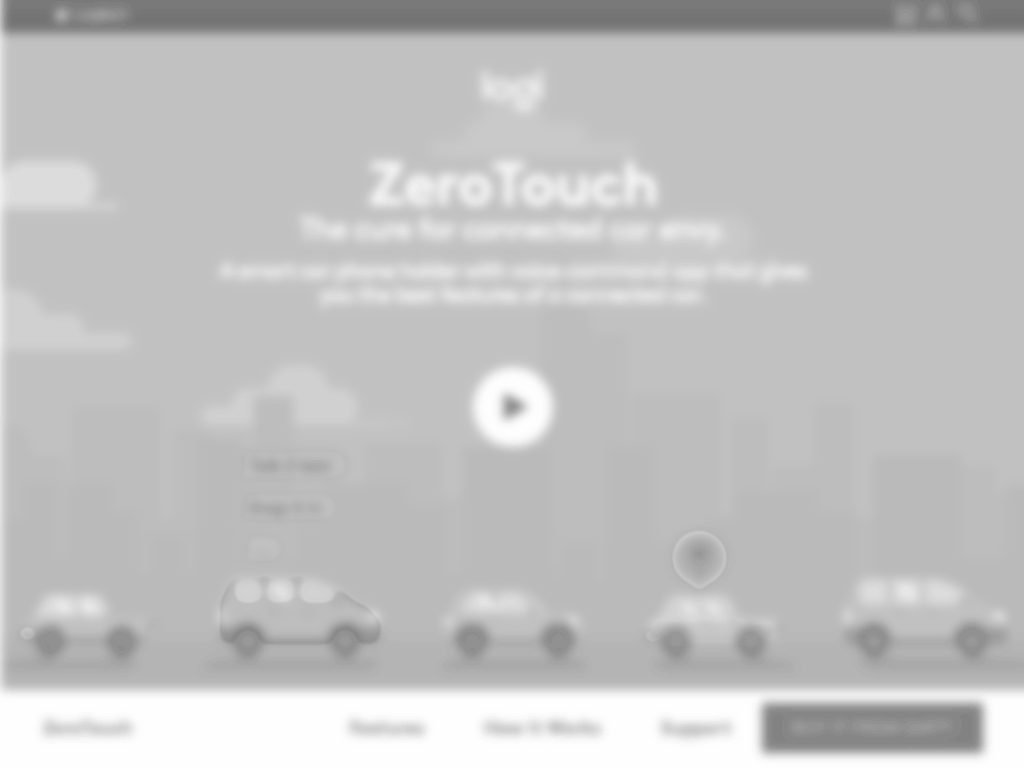 logi
ZeroTouch
The cure for connected car envy.
A smart car phone holder with voice command app that gives
you the best features of a connected car.
ZeroTouch
Features
How It Works
Support